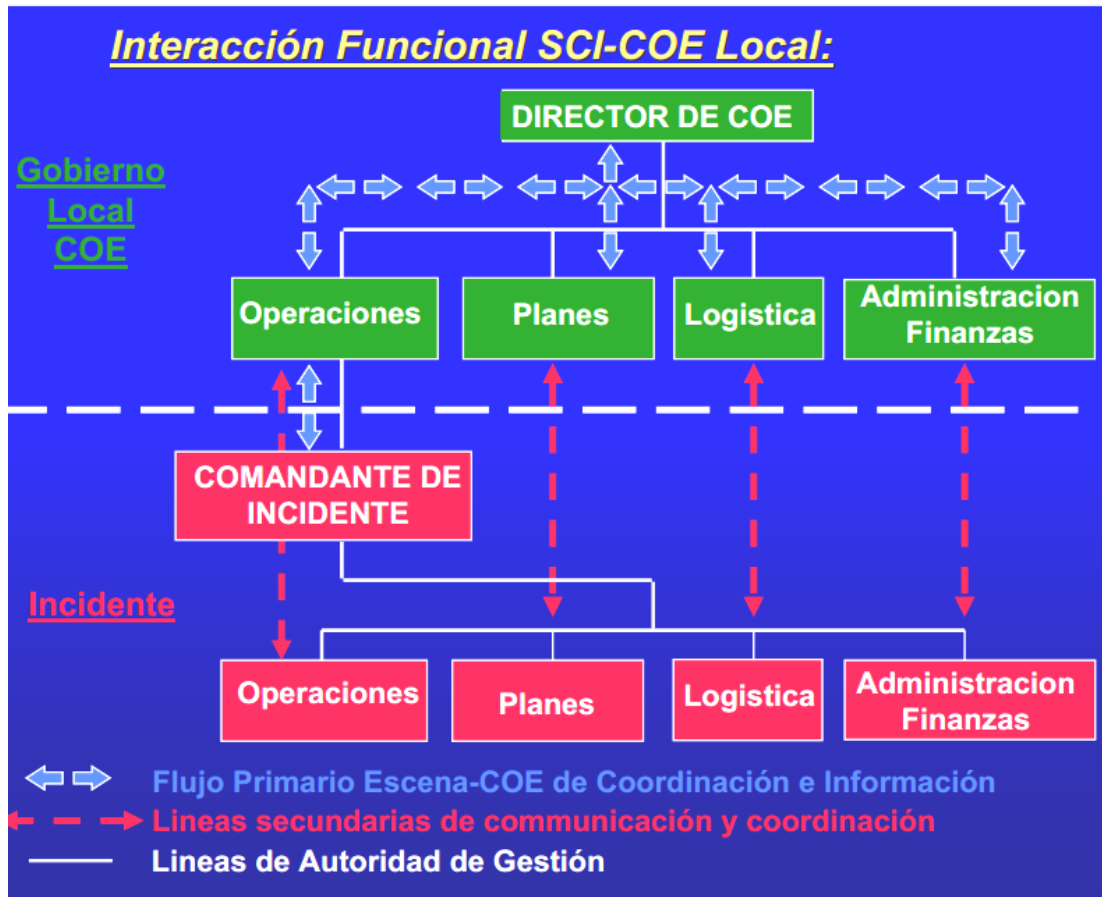 Interacción Funcional SCI-COE Local:
DIRECTOR DE COE
Gobierno
Local
COE
Operaciones
Planes
Logistica
Administracion
Finanzas
COMANDANTE DE
INCIDENTE
Incidente
Operaciones
Planes
Logistica
Administracion
Finanzas
Flujo Primario Escena-COE de Coordinación e Información
Lineas secundarias de communicación y coordinación
Lineas de Autoridad de Gestión